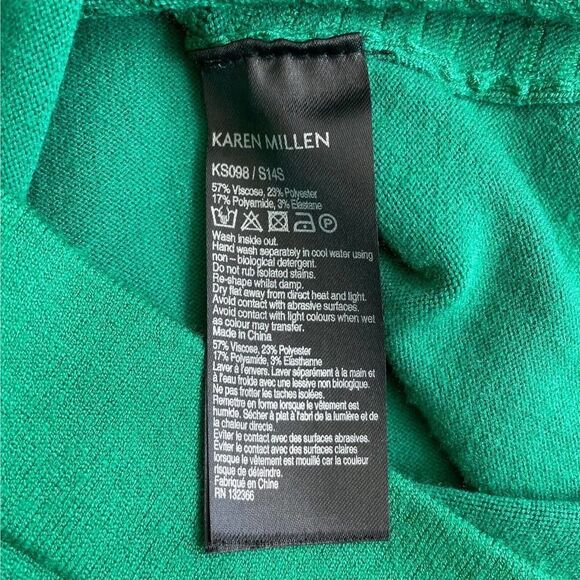 KAREN MILLEN
KS098 / S14S
57% Viscose, 23% Polyester
17% Polyamide, 3% Elastane
P
Wash inside out.
Hand wash separately in cool water using
non – biological detergent.
Do not rub isolated stains.
Re-shape whilst damp.
Dry flat away from direct heat and light.
Avoid contact with abrasive surfaces.
Avoid contact with light colours when wet
as colour may transfer.
Made in China
57% Viscose, 23% Polyester
17% Polyamide, 3% Elasthanne
Laver à l'envers. Laver séparément à la main et
à l'eau froide avec une lessive non biologique.
Ne pas frotter les taches isolées.
Remettre en forme lorsque le vêtement est
humide. Sécher à plat à l'abri de la lumière et de
la chaleur directe.
Eviter le contact avec des surfaces abrasives.
Eviter le contact avec des surfaces claires
lorsque le vêtement est mouillé car la couleur
risque de déteindre.
Fabriqué en Chine
RN 132366